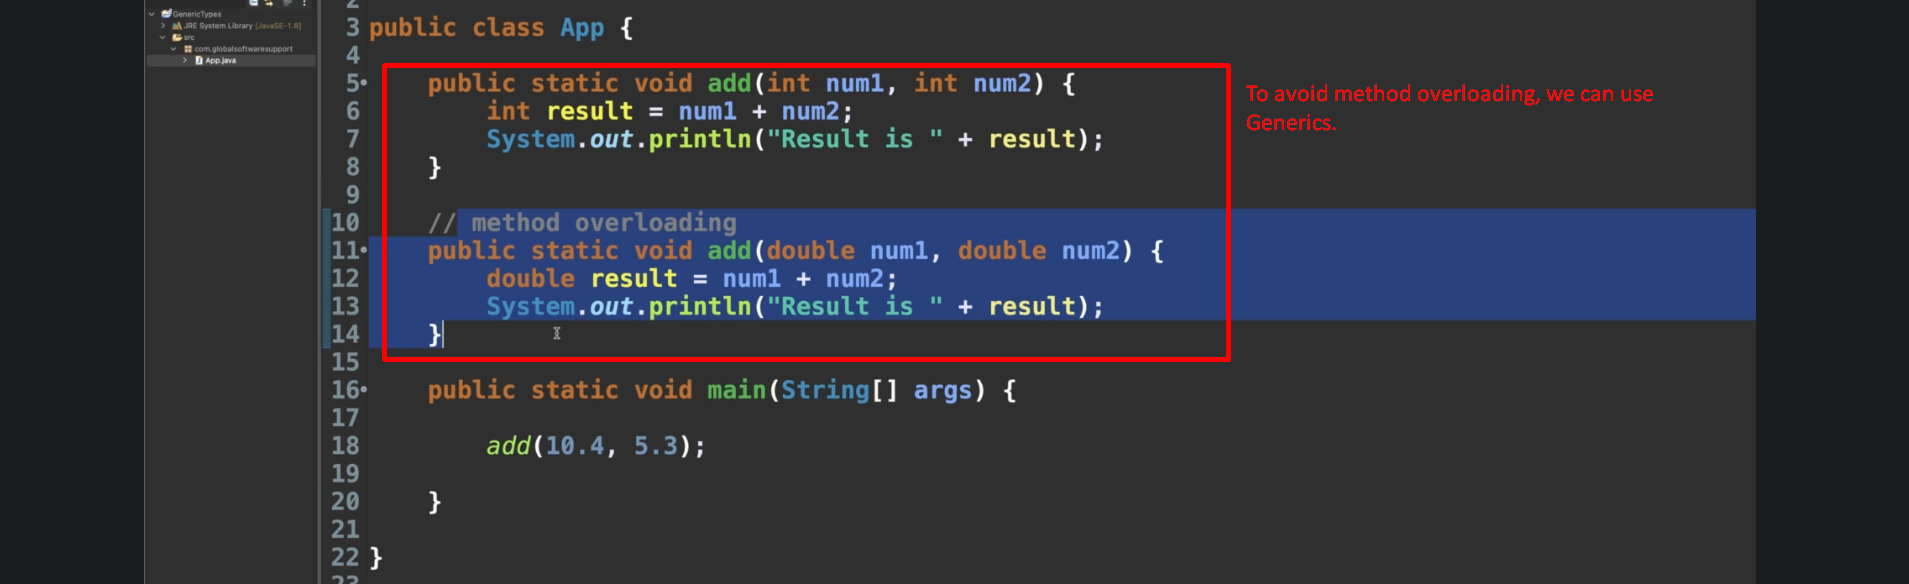 GenericTypes
JRE System Library [JavaSE-1.8]
src
com.globalsoftwaresupport
App.java
3 public class App {
4
5 public static void add(int num1, int num2) {
6 int result = num1 + num2;
7 System.out.println("Result is " + result);
8 }
9
10 // method overloading
11 public static void add(double num1, double num2) {
12 double result = num1 + num2;
13 System.out.println("Result is " + result);
14 }
15
16 public static void main(String[] args) {
17
18 add(10.4, 5.3);
19
20 }
21
22 }
To avoid method overloading, we can use
Generics.